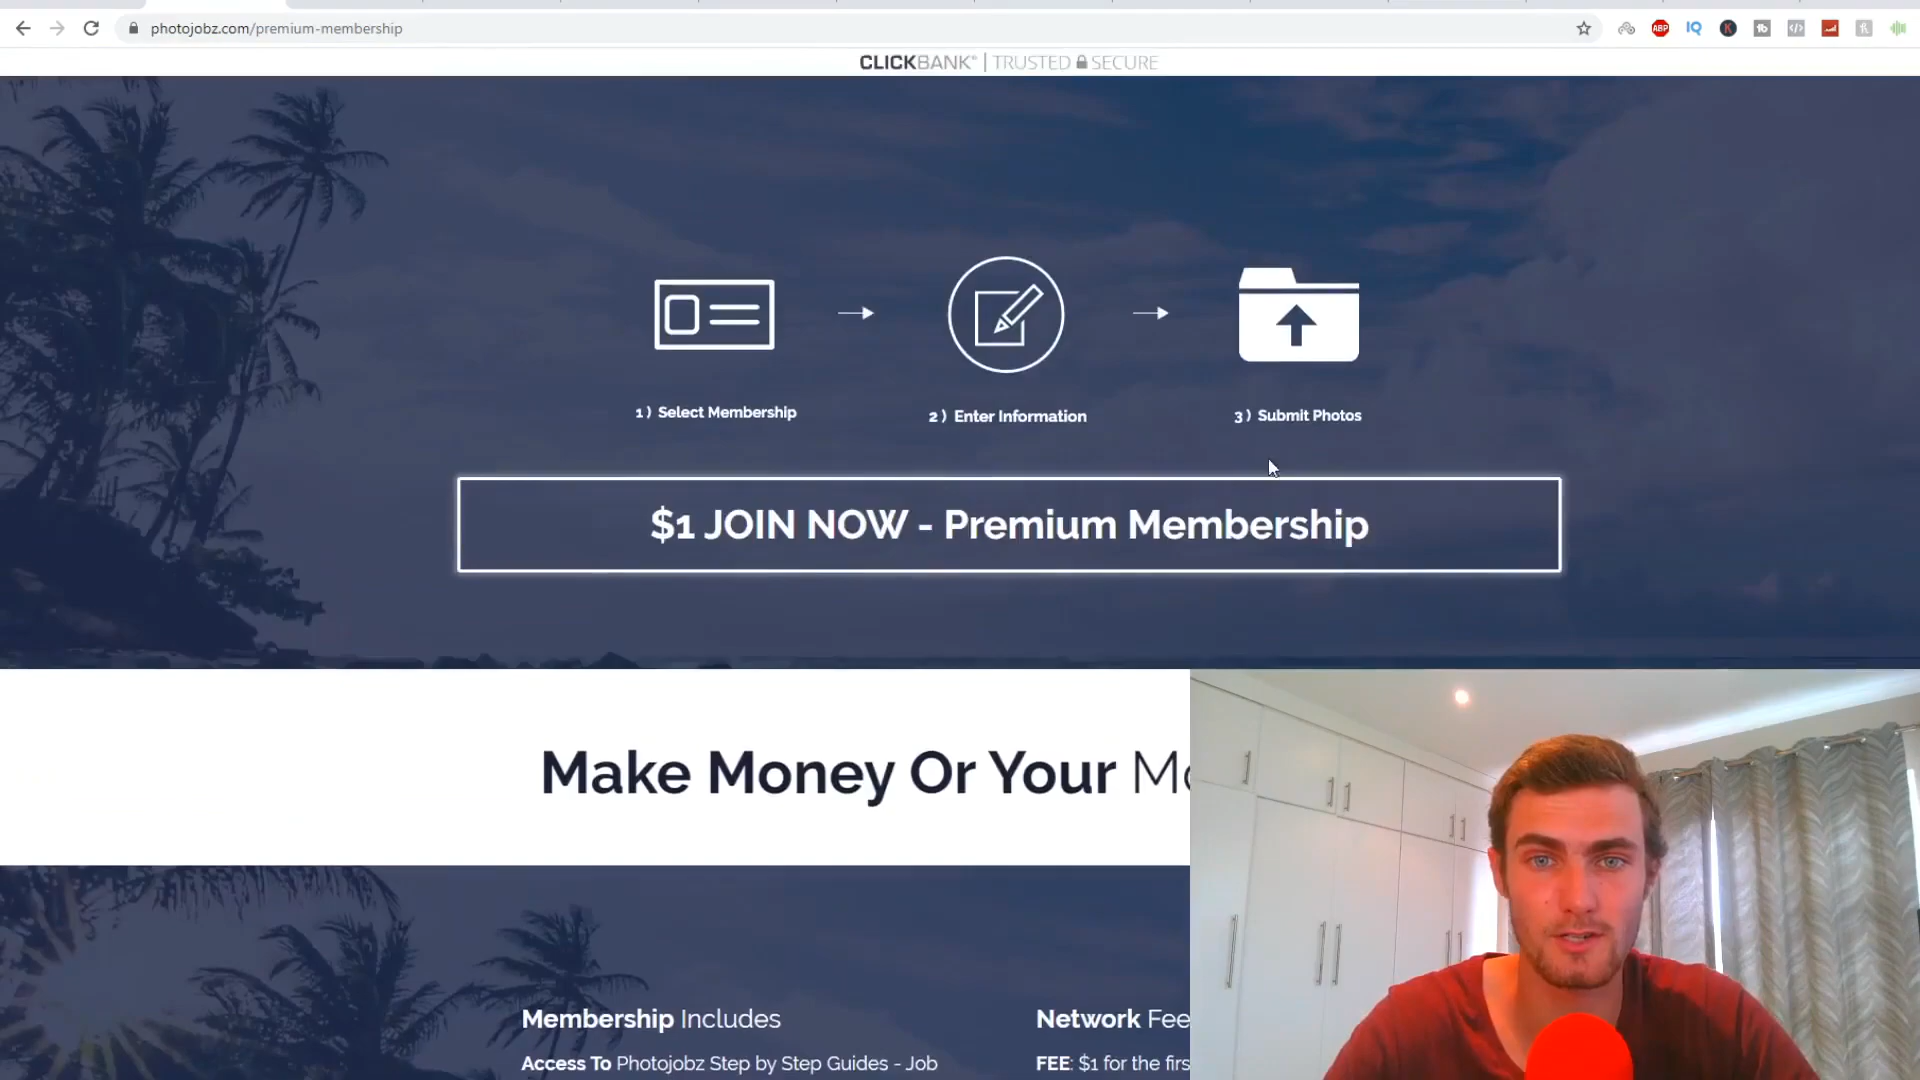 photojobz.com/premium-membership
ABP
IQ
K
CLICKBANK® | TRUSTED SECURE
1 ) Select Membership
2 ) Enter Information
3 ) Submit Photos
$1 JOIN NOW - Premium Membership
Make Money Or Your
Membership Includes
Network Fee
Access To Photojobz Step by Step Guides - Job
FEE: $1 for the